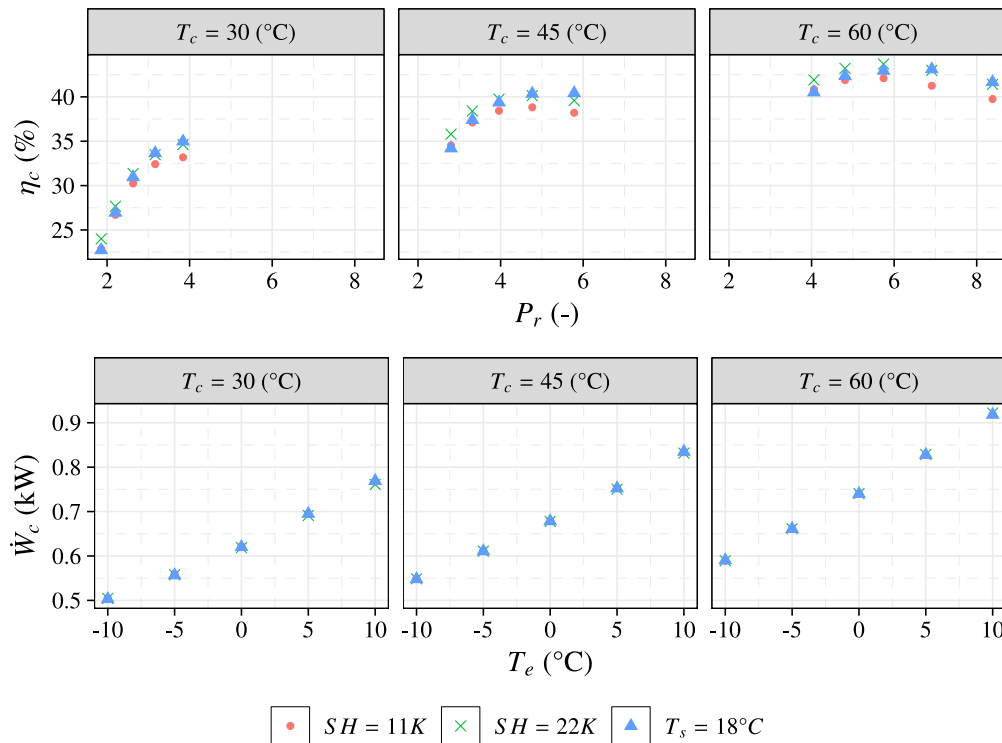 T_c = 30 (°C) T_c = 45 (°C) T_c = 60 (°C)
η_c (%)
40
35
30
25
2 4 6 8 2 4 6 8 2 4 6 8
P_r (-)
T_c = 30 (°C) T_c = 45 (°C) T_c = 60 (°C)
Ẇ_c (kW)
0.9
0.8
0.7
0.6
0.5
-10 -5 0 5 10 -10 -5 0 5 10 -10 -5 0 5 10
T_e (°C)
SH = 11K SH = 22K T_s = 18°C